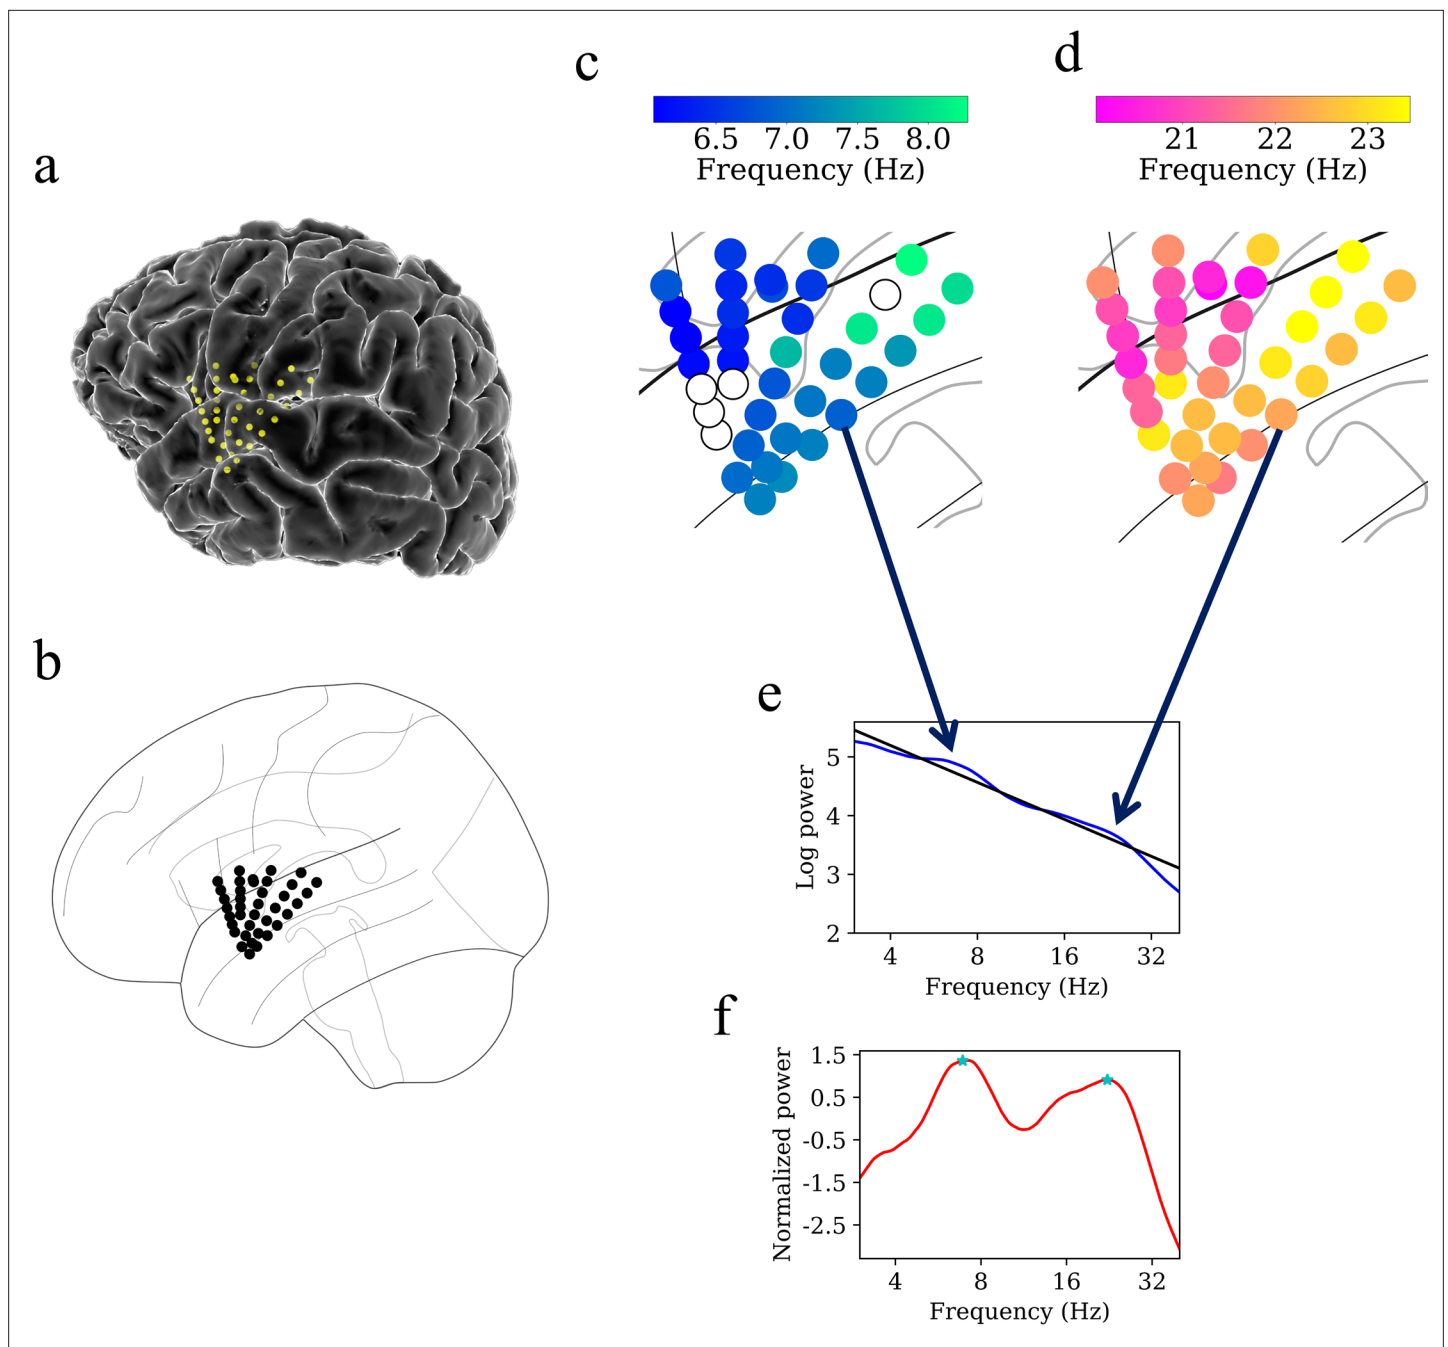 a
b
c
6.5 7.0 7.5 8.0
Frequency (Hz)
d
21 22 23
Frequency (Hz)
e
5
4
3
2
Log power
4 8 16 32
Frequency (Hz)
f
1.5
0.5
-0.5
-1.5
-2.5
Normalized power
4 8 16 32
Frequency (Hz)